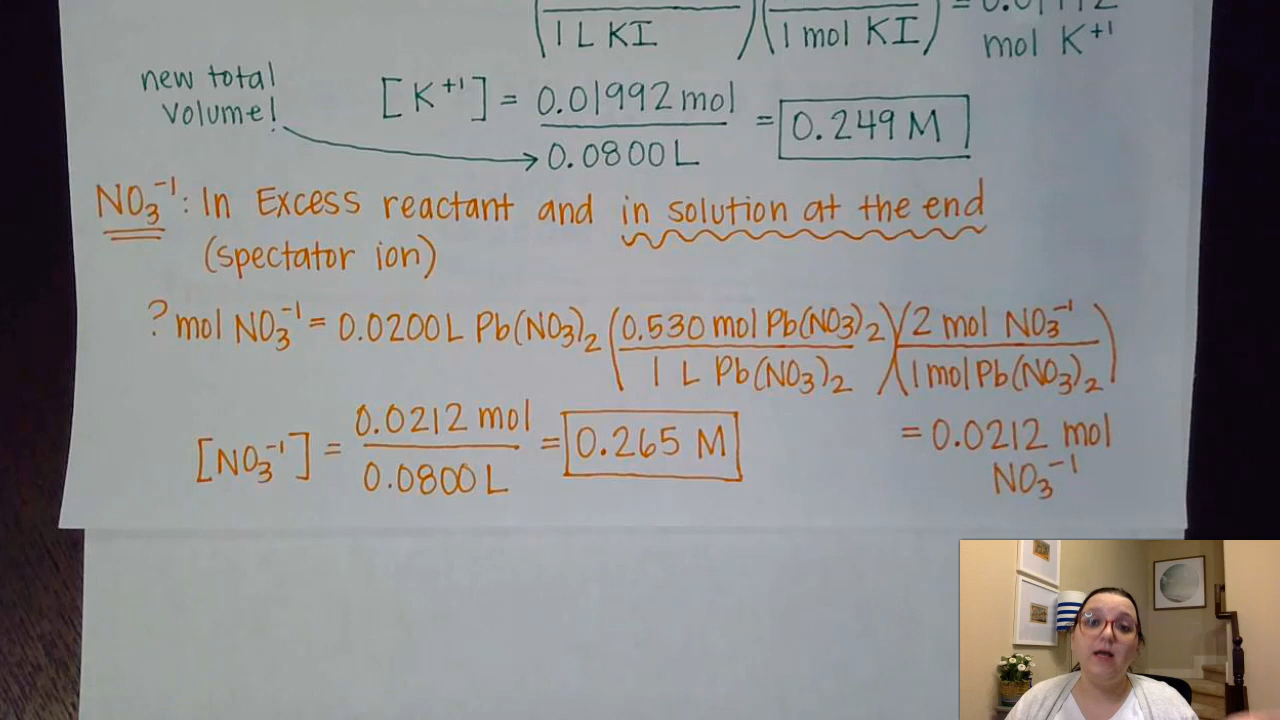 1 L KI 1 mol KI mol K⁺¹
new total
volume!
[K⁺¹] = 0.01992 mol / 0.0800 L = 0.249 M
NO₃⁻¹: In Excess reactant and in solution at the end
(spectator ion)
? mol NO₃⁻¹ = 0.0200 L Pb(NO₃)₂ (0.530 mol Pb(NO₃)₂ / 1 L Pb(NO₃)₂)(2 mol NO₃⁻¹ / 1 mol Pb(NO₃)₂)
= 0.0212 mol
NO₃⁻¹
[NO₃⁻¹] = 0.0212 mol / 0.0800 L = 0.265 M